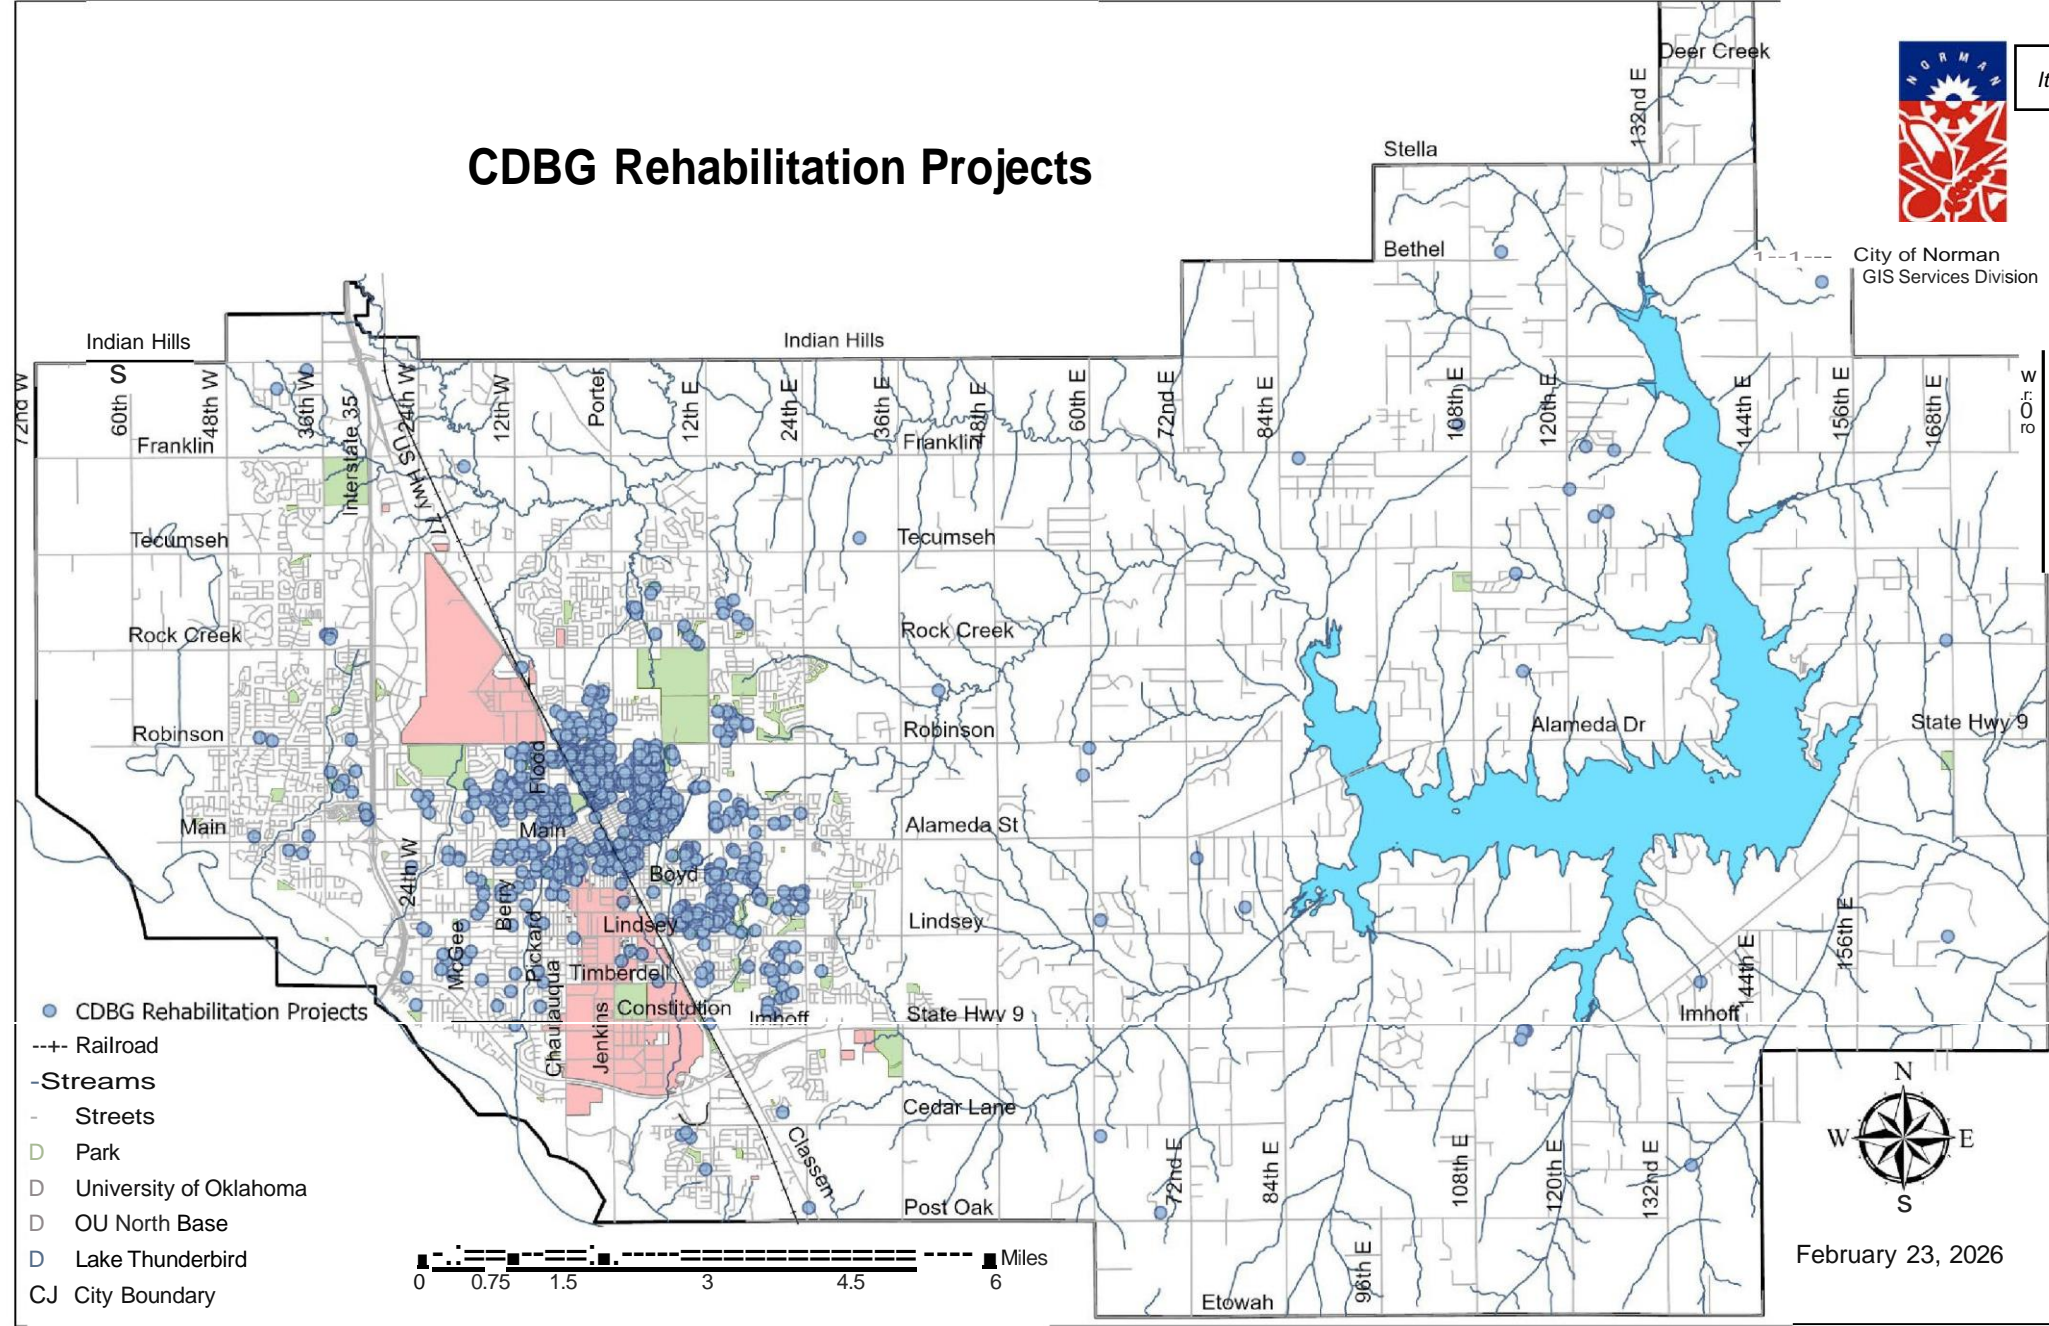 Deer Creek
132nd E
NORMAN
It
Stella
CDBG Rehabilitation Projects
Bethel
City of Norman
GIS Services Division
Indian Hills
Indian Hills
72nd W
60th S
48th W
36th W
Interstate 35
24th W
US Hwy 77
12th W
Porter
12th E
24th E
36th E
48th E
60th E
72nd E
84th E
108th E
120th E
144th E
156th E
168th E
Franklin
Franklin
Tecumseh
Tecumseh
Rock Creek
Rock Creek
Robinson
Flood
Robinson
Alameda Dr
State Hwy 9
Main
Main
Alameda St
24th W
Berry
Boyd
McGee
Pickard
Lindsey
Lindsey
156th E
144th E
Timberdell
Chautauqua
Jenkins
Constitution
Imhoff
State Hwy 9
Imhoff
CDBG Rehabilitation Projects
--+- Railroad
-Streams
- Streets
D Park
D University of Oklahoma
D OU North Base
D Lake Thunderbird
CJ City Boundary
Cedar Lane
Classen
72nd E
84th E
108th E
120th E
132nd E
Post Oak
96th E
Etowah
N
W E
S
February 23, 2026
Miles
0 0.75 1.5 3 4.5 6